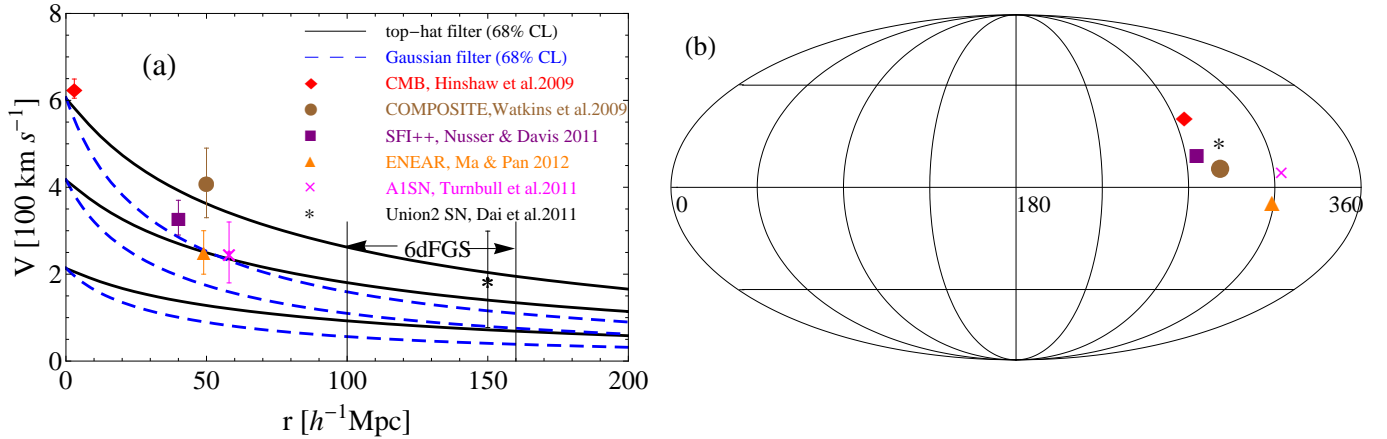 (a)
top-hat filter (68% CL)
Gaussian filter (68% CL)
CMB, Hinshaw et al.2009
COMPOSITE,Watkins et al.2009
SFI++, Nusser & Davis 2011
ENEAR, Ma & Pan 2012
A1SN, Turnbull et al.2011
Union2 SN, Dai et al.2011
6dFGS
V [100 km s⁻¹]
8
6
4
2
0
0 50 100 150 200
r [h⁻¹Mpc]
(b)
0 180 360